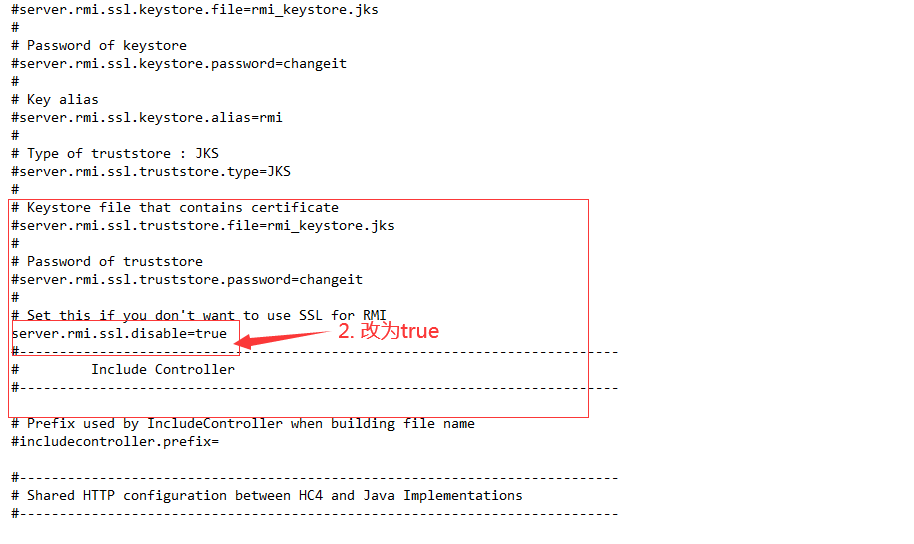 #server.rmi.ssl.keystore.file=rmi_keystore.jks
#
# Password of keystore
#server.rmi.ssl.keystore.password=changeit
#
# Key alias
#server.rmi.ssl.keystore.alias=rmi
#
# Type of truststore : JKS
#server.rmi.ssl.truststore.type=JKS
#
# Keystore file that contains certificate
#server.rmi.ssl.truststore.file=rmi_keystore.jks
#
# Password of truststore
#server.rmi.ssl.truststore.password=changeit
#
# Set this if you don't want to use SSL for RMI
server.rmi.ssl.disable=true
2. 改为true
#---------------------------------------------------------------------------
#         Include Controller
#---------------------------------------------------------------------------
# Prefix used by IncludeController when building file name
#includecontroller.prefix=
#---------------------------------------------------------------------------
# Shared HTTP configuration between HC4 and Java Implementations
#---------------------------------------------------------------------------